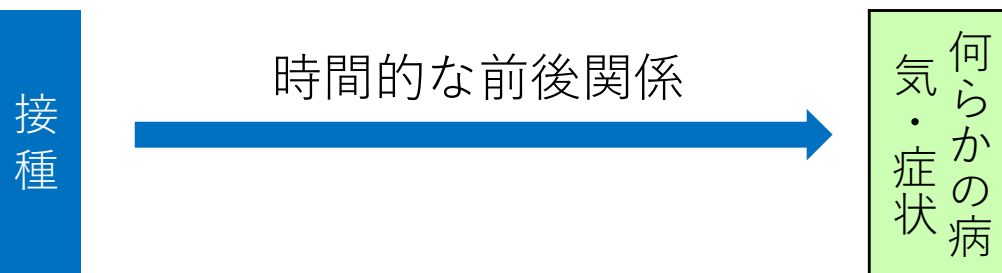 接種
時間的な前後関係
何らかの病
気・症状